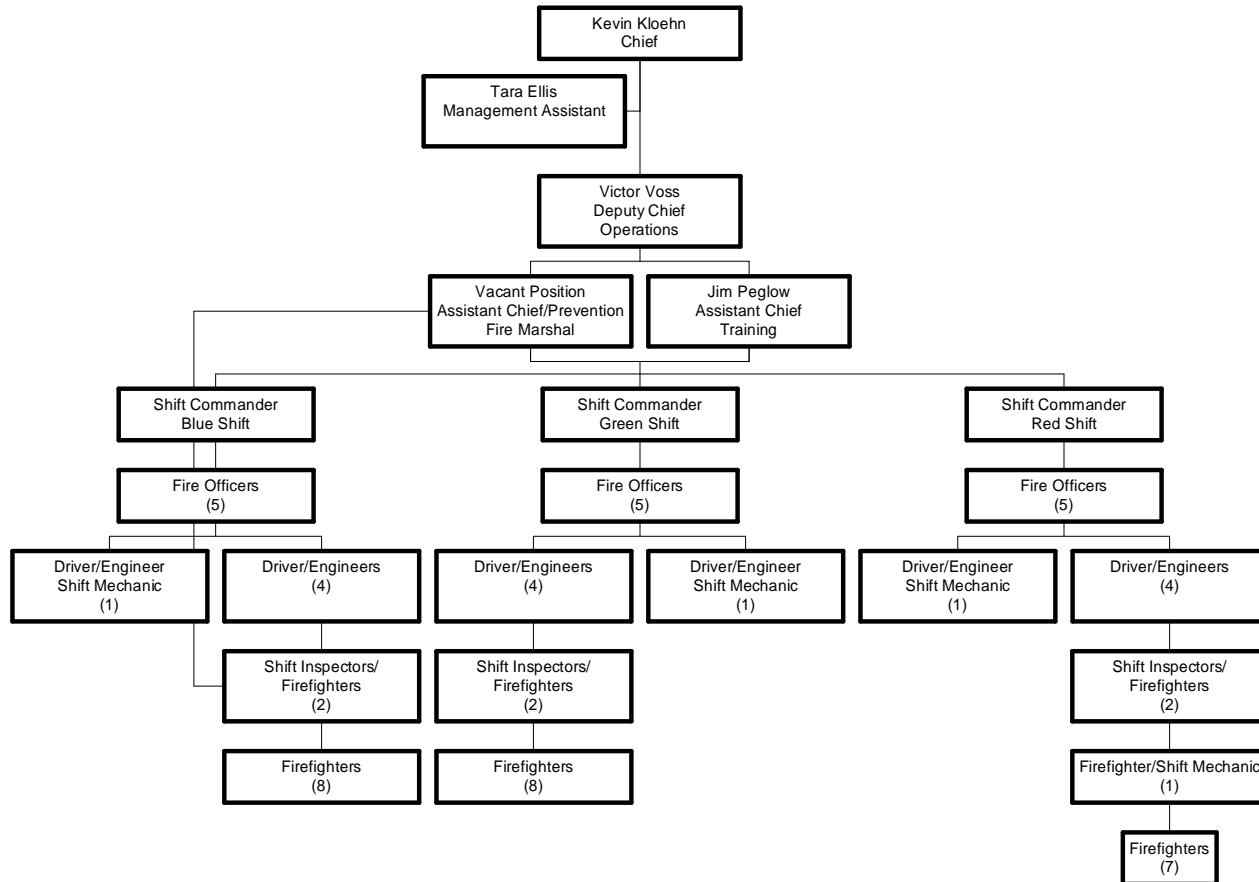 Kevin Kloehn
Chief
Tara Ellis
Management Assistant
Victor Voss
Deputy Chief
Operations
Vacant Position
Assistant Chief/Prevention
Fire Marshal
Jim Peglow
Assistant Chief
Training
Shift Commander
Blue Shift
Shift Commander
Green Shift
Shift Commander
Red Shift
Fire Officers
(5)
Fire Officers
(5)
Fire Officers
(5)
Driver/Engineer
Shift Mechanic
(1)
Driver/Engineers
(4)
Driver/Engineers
(4)
Driver/Engineer
Shift Mechanic
(1)
Driver/Engineer
Shift Mechanic
(1)
Driver/Engineers
(4)
Shift Inspectors/
Firefighters
(2)
Shift Inspectors/
Firefighters
(2)
Shift Inspectors/
Firefighters
(2)
Firefighters
(8)
Firefighters
(8)
Firefighter/Shift Mechanic
(1)
Firefighters
(7)